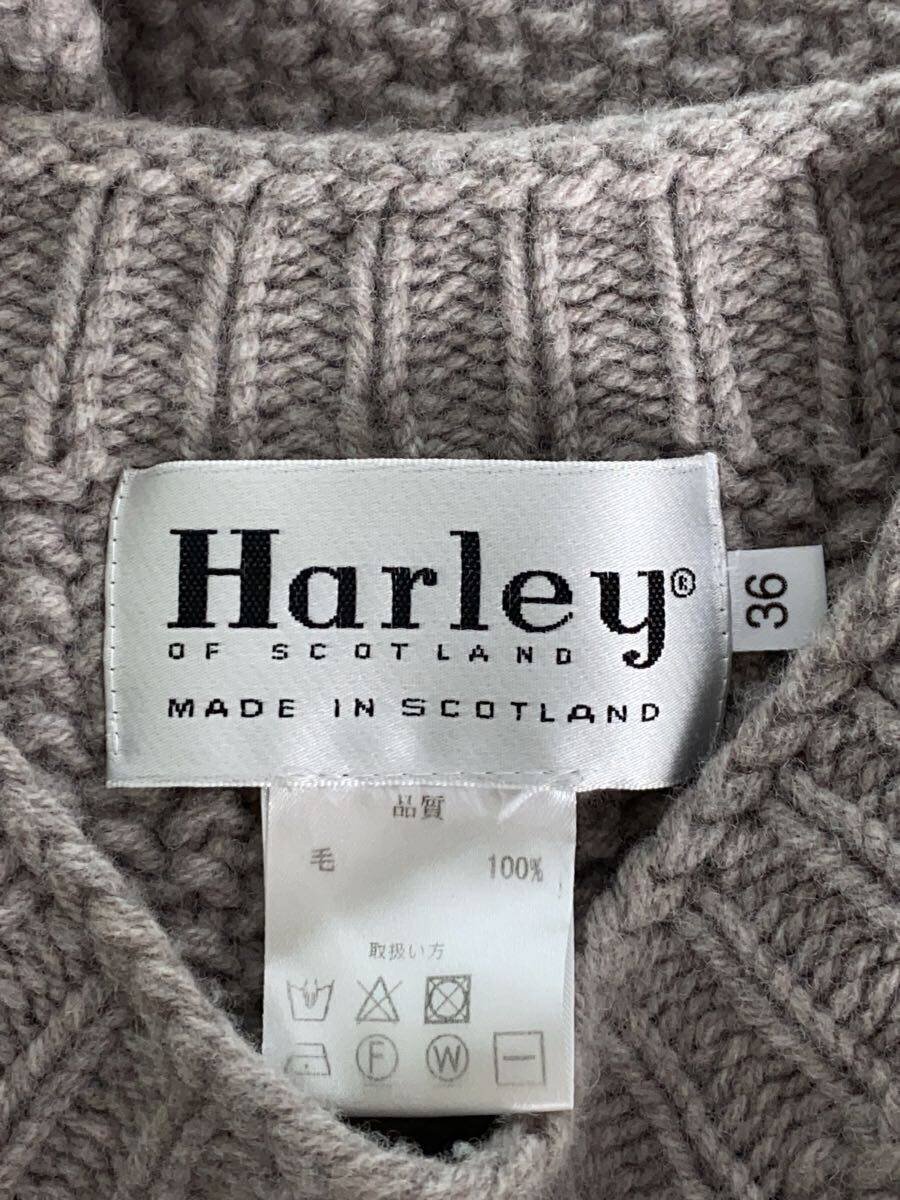 Harley®
OF SCOTLAND
MADE IN SCOTLAND
36
品質
毛 100%
取扱い方
F W